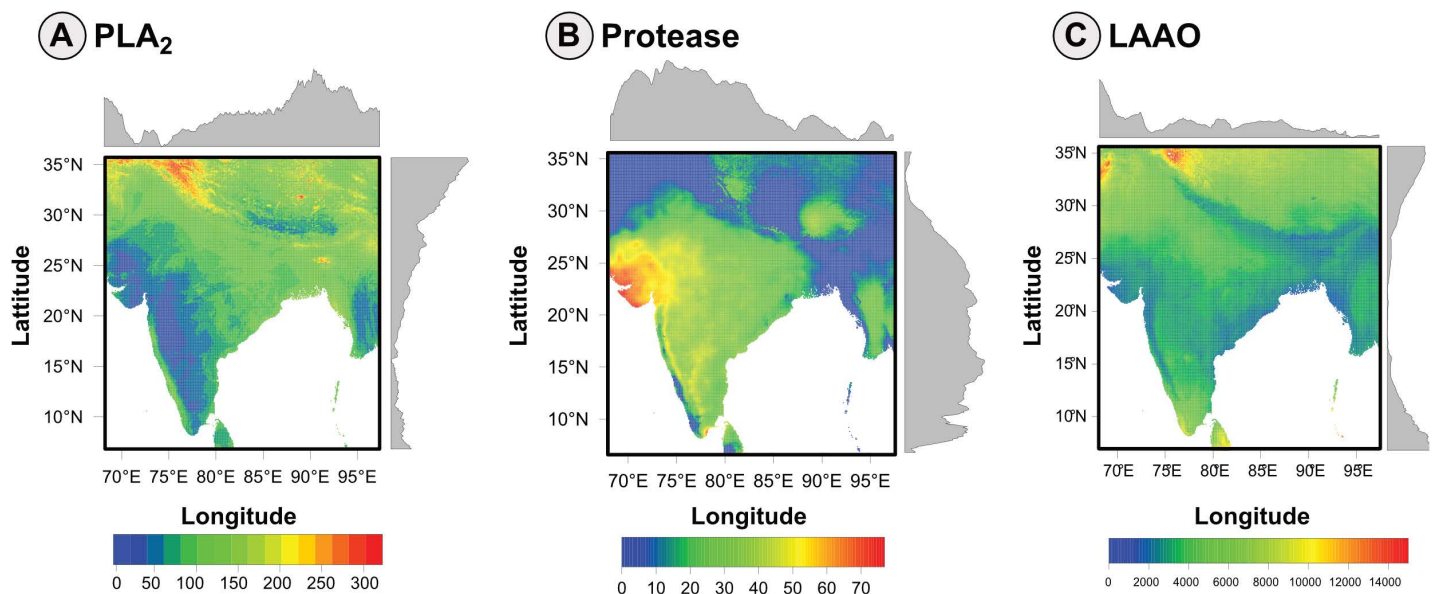 A PLA₂
35°N
30°N
25°N
20°N
15°N
10°N
Lattitude
70°E 75°E 80°E 85°E 90°E 95°E
Longitude
0 50 100 150 200 250 300
B Protease
35°N
30°N
25°N
20°N
15°N
10°N
Lattitude
70°E 75°E 80°E 85°E 90°E 95°E
Longitude
0 10 20 30 40 50 60 70
C LAAO
35°N
30°N
25°N
20°N
15°N
10°N
Lattitude
70°E 75°E 80°E 85°E 90°E 95°E
Longitude
0 2000 4000 6000 8000 10000 12000 14000